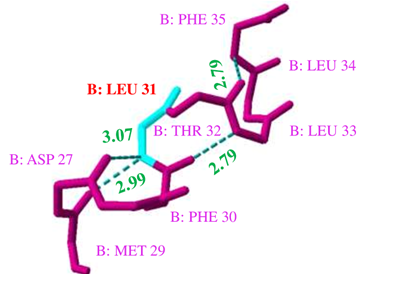 B: PHE 35
2.79
B: LEU 34
B: LEU 31
3.07
B: THR 32
B: LEU 33
B: ASP 27
2.99
2.79
B: PHE 30
B: MET 29